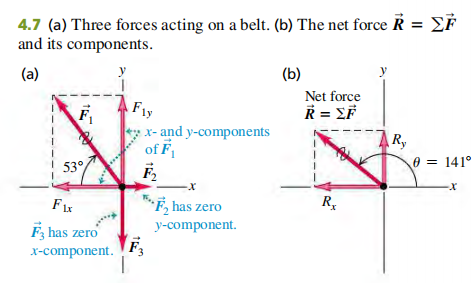 4.7 (a) Three forces acting on a belt. (b) The net force R⃗ = ΣF⃗
and its components.
(a)
y
F⃗₁
F₁y
x- and y-components
of F⃗₁
53°
F⃗₂
x
F₁x
F⃗₂ has zero
y-component.
F⃗₃ has zero
x-component.
F⃗₃
(b)
y
Net force
R⃗ = ΣF⃗
Ry
θ = 141°
x
Rx